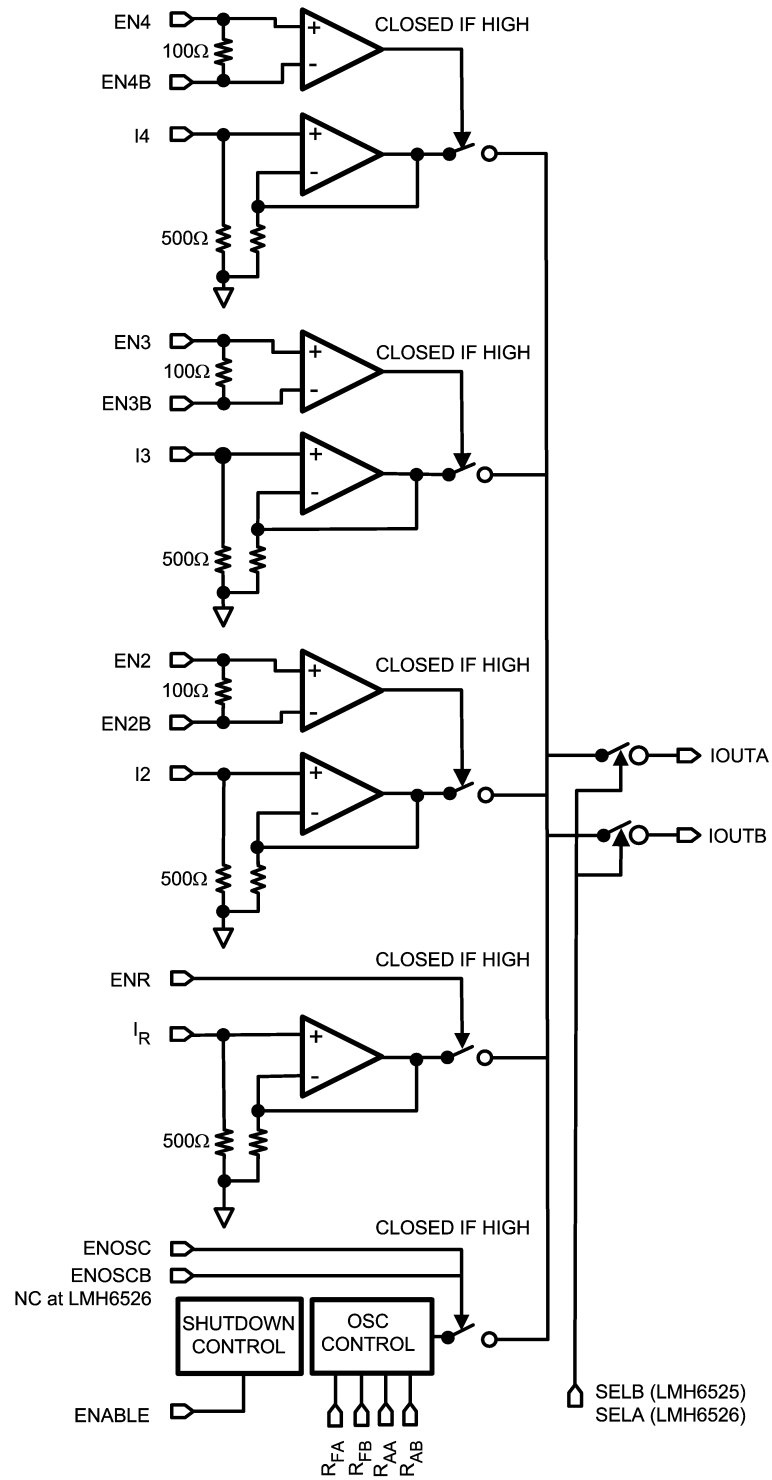 EN4
CLOSED IF HIGH
100Ω
+
-
EN4B
I4
+
-
500Ω
EN3
CLOSED IF HIGH
100Ω
+
-
EN3B
I3
+
-
500Ω
EN2
CLOSED IF HIGH
100Ω
+
-
EN2B
I2
+
-
IOUTA
IOUTB
500Ω
CLOSED IF HIGH
ENR
IR
+
-
500Ω
CLOSED IF HIGH
ENOSC
ENOSCB
NC at LMH6526
SHUTDOWN
CONTROL
OSC
CONTROL
ENABLE
SELB (LMH6525)
SELA (LMH6526)
RFA
RFB
RAA
RAB